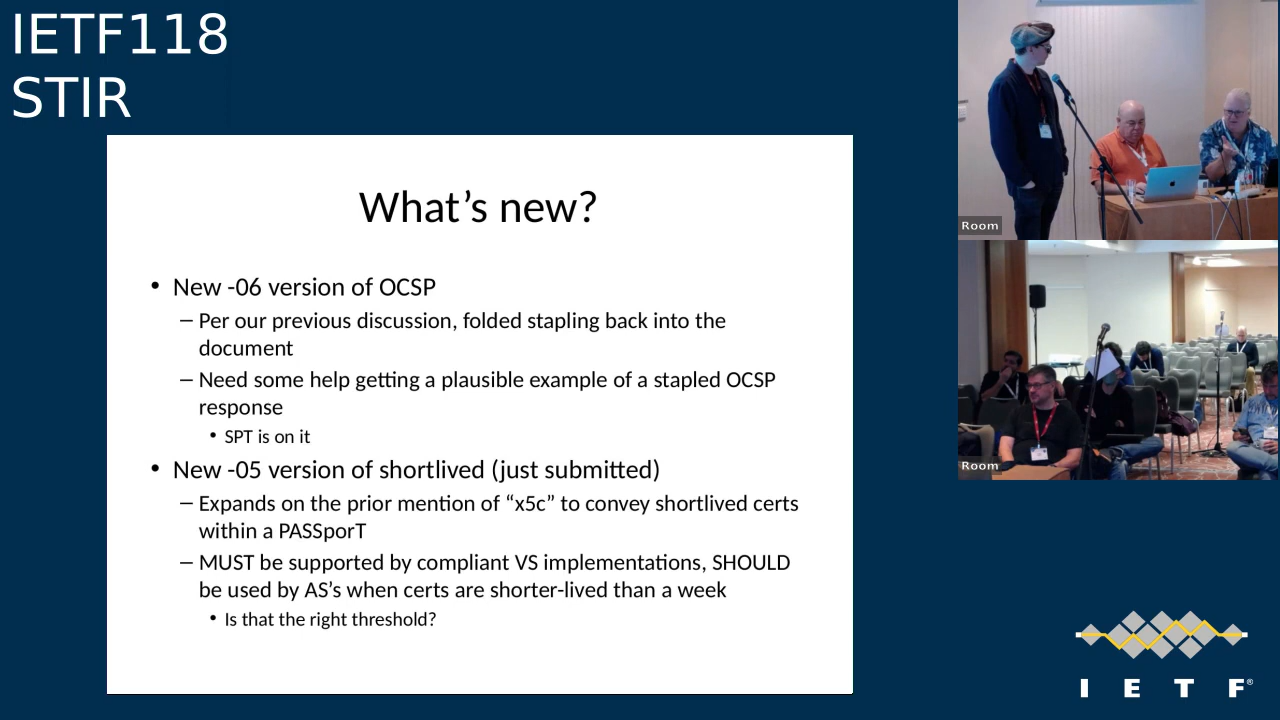 IETF118
STIR
What's new?
• New -06 version of OCSP
– Per our previous discussion, folded stapling back into the
document
– Need some help getting a plausible example of a stapled OCSP
response
• SPT is on it
• New -05 version of shortlived (just submitted)
– Expands on the prior mention of “x5c” to convey shortlived certs
within a PASSporT
– MUST be supported by compliant VS implementations, SHOULD
be used by AS’s when certs are shorter-lived than a week
• Is that the right threshold?
Room
Room
I E T F®